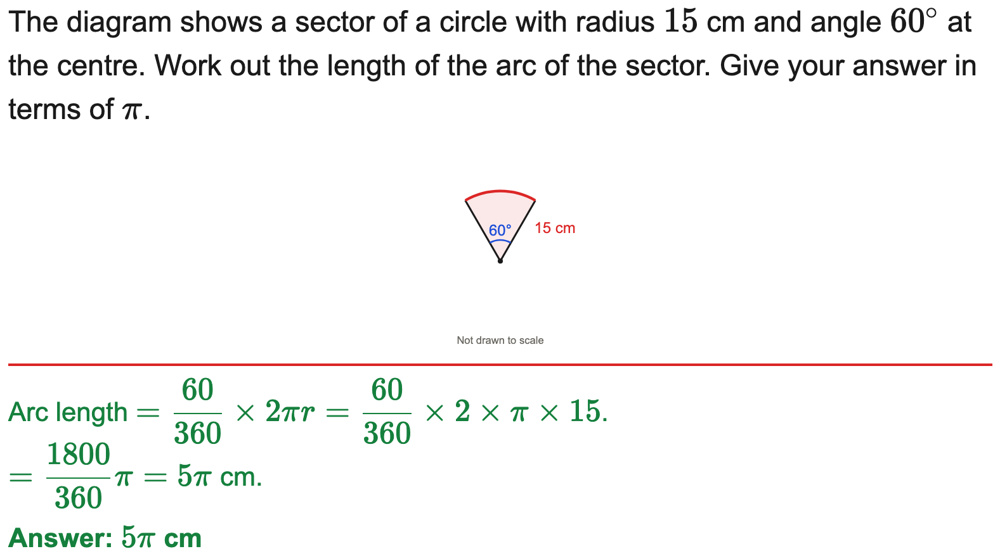 The diagram shows a sector of a circle with radius 15 cm and angle 60° at
the centre. Work out the length of the arc of the sector. Give your answer in
terms of π.
60°
15 cm
Not drawn to scale
Arc length = 60/360 × 2πr = 60/360 × 2 × π × 15.
= 1800/360 π = 5π cm.
Answer: 5π cm